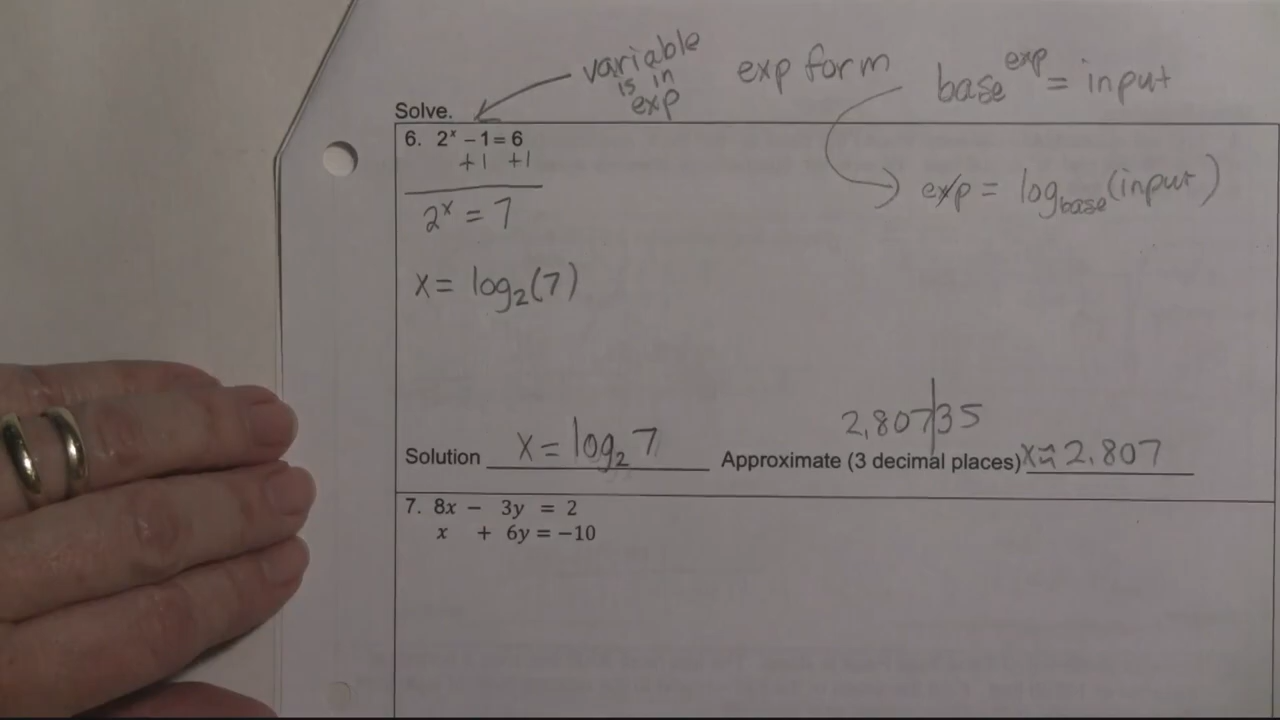 variable
is in
exp
exp form
base^exp = input
exp = log_base(input)
Solve.
6. 2ˣ − 1 = 6
+1 +1
2ˣ = 7
x = log₂(7)
2.807|35
Solution x = log₂ 7 Approximate (3 decimal places) x ≈ 2.807
7. 8x − 3y = 2
x + 6y = −10